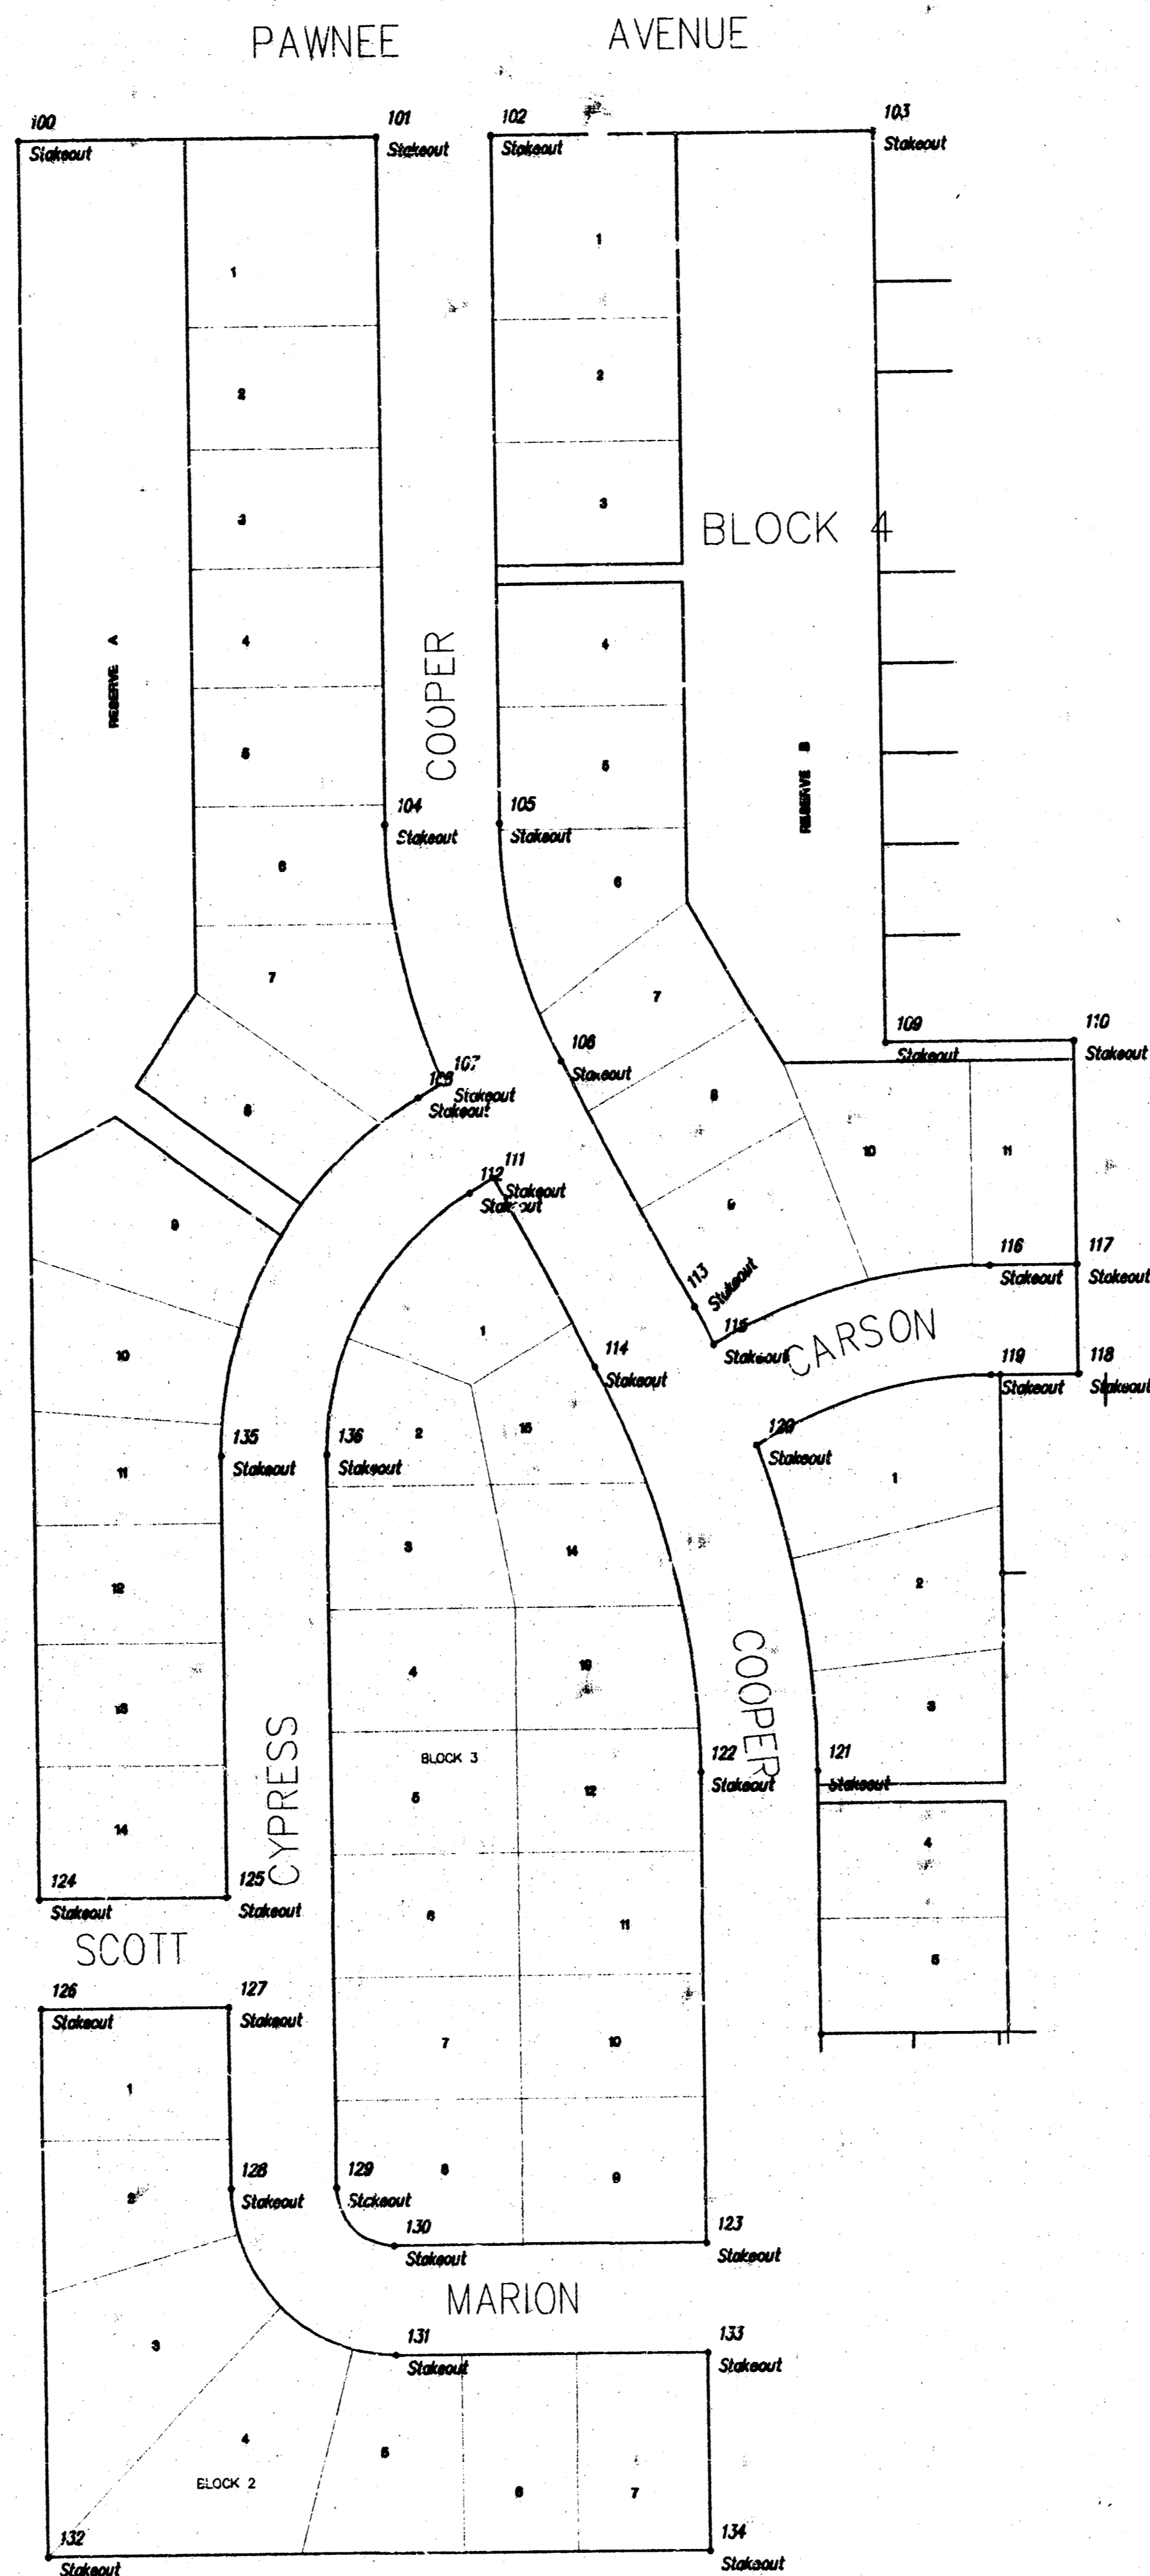 PAWNEE AVENUE
100
Stakeout
101
Stakeout
102
Stakeout
103
Stakeout
1
1
2
2
3
3
BLOCK 4
RESERVE A
COOPER
4
4
5
5
RESERVE B
104
Stakeout
105
Stakeout
6
6
7
7
106
Stakeout
107
Stakeout
108
Stakeout
109
Stakeout
110
Stakeout
8
8
111
Stakeout
112
Stakeout
9
9
10
11
113
Stakeout
115
Stakeout
116
Stakeout
117
Stakeout
CARSON
10
1
114
Stakeout
119
Stakeout
118
Stakeout
120
Stakeout
135
Stakeout
136
Stakeout
2
15
11
1
3
14
12
2
4
13
13
3
CYPRESS
BLOCK 3
COOPER
122
Stakeout
121
Stakeout
5
12
14
4
124
Stakeout
125
Stakeout
6
11
SCOTT
5
126
Stakeout
127
Stakeout
7
10
1
128
Stakeout
129
Stakeout
8
9
2
130
Stakeout
123
Stakeout
MARION
3
131
Stakeout
133
Stakeout
4
5
BLOCK 2
6
7
132
Stakeout
134
Stakeout